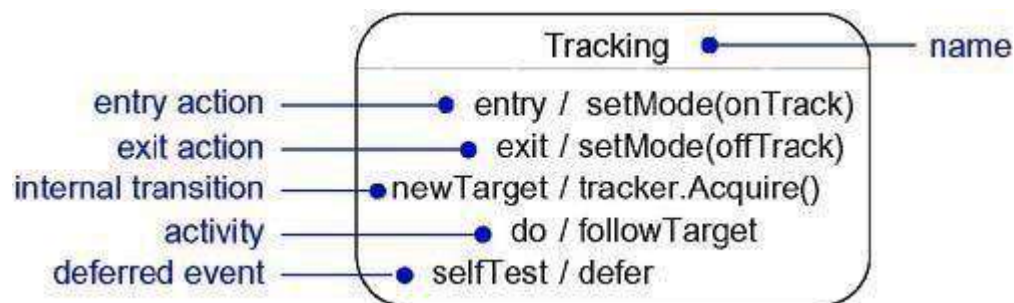 Tracking name
entry action entry / setMode(onTrack)
exit action exit / setMode(offTrack)
internal transition newTarget / tracker.Acquire()
activity do / followTarget
deferred event selfTest / defer